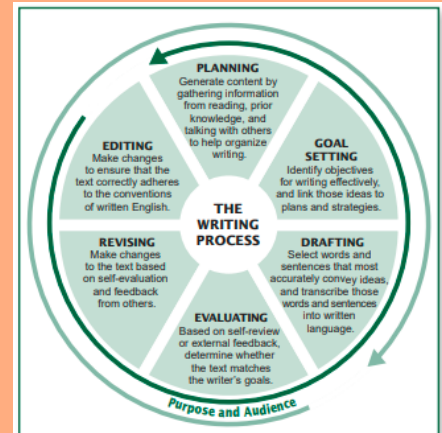 PLANNING
Generate content by
gathering information
from reading, prior
knowledge, and
talking with others
to help organize
writing.
GOAL
SETTING
Identify objectives
for writing effectively,
and link those ideas to
plans and strategies.
DRAFTING
Select words and
sentences that most
accurately convey ideas,
and transcribe those
words and sentences
into written
language.
EVALUATING
Based on self-review
or external feedback,
determine whether
the text matches
the writer's goals.
REVISING
Make changes
to the text based
on self-evaluation
and feedback
from others.
EDITING
Make changes
to ensure that the
text correctly adheres
to the conventions
of written English.
THE
WRITING
PROCESS
Purpose and Audience